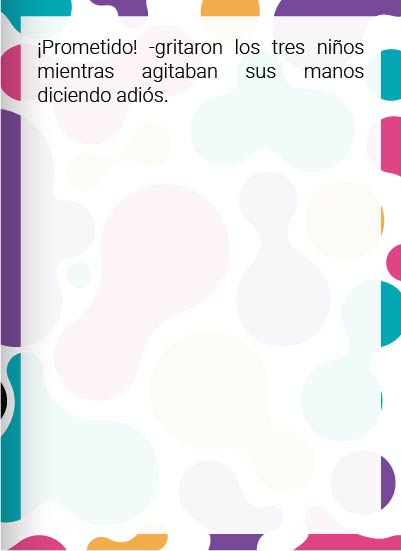 ¡Prometido! -gritaron los tres niños
mientras agitaban sus manos
diciendo adiós.